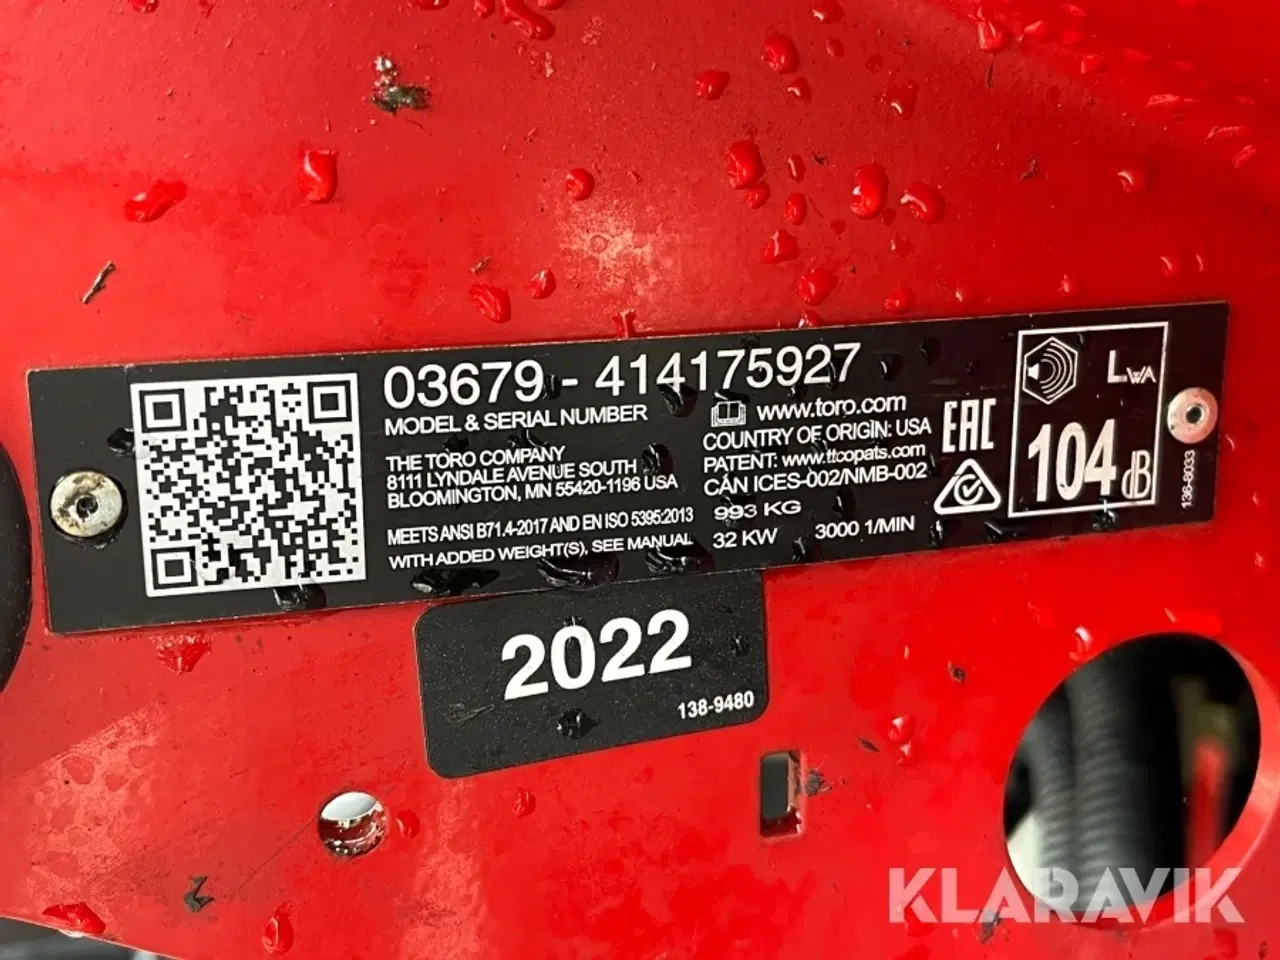 03679 - 414175927
MODEL & SERIAL NUMBER
THE TORO COMPANY
8111 LYNDALE AVENUE SOUTH
BLOOMINGTON, MN 55420-1196 USA
MEETS ANSI B71.4-2017 AND EN ISO 5395:2013
WITH ADDED WEIGHT(S), SEE MANUAL
www.toro.com
COUNTRY OF ORIGIN: USA
PATENT: www.ttcopats.com
CAN ICES-002/NMB-002
993 KG
32 KW 3000 1/MIN
EAC
LWA
104 dB
136-8033
2022
138-9480
KLARAVIK